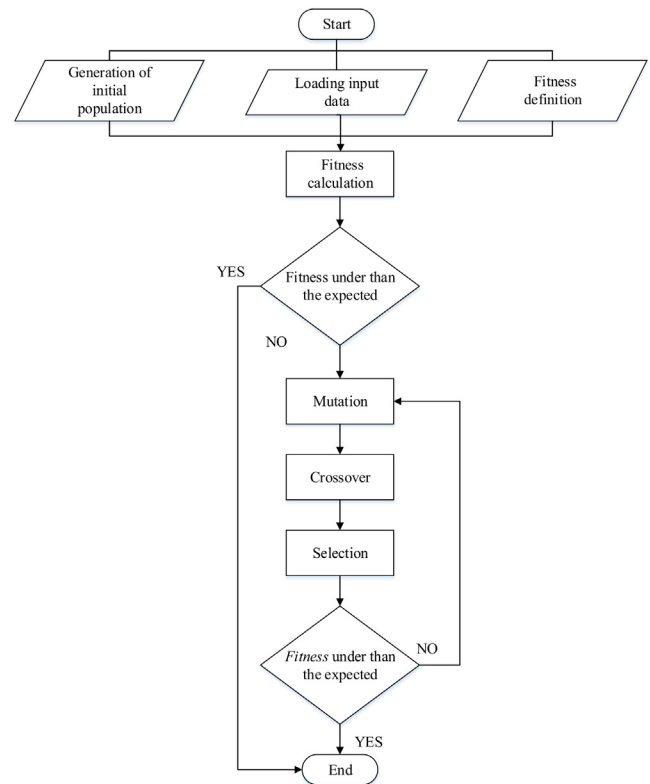 Start
Generation of
initial
population
Loading input
data
Fitness
definition
Fitness
calculation
YES
Fitness under than
the expected
NO
Mutation
Crossover
Selection
Fitness under than
the expected
NO
YES
End